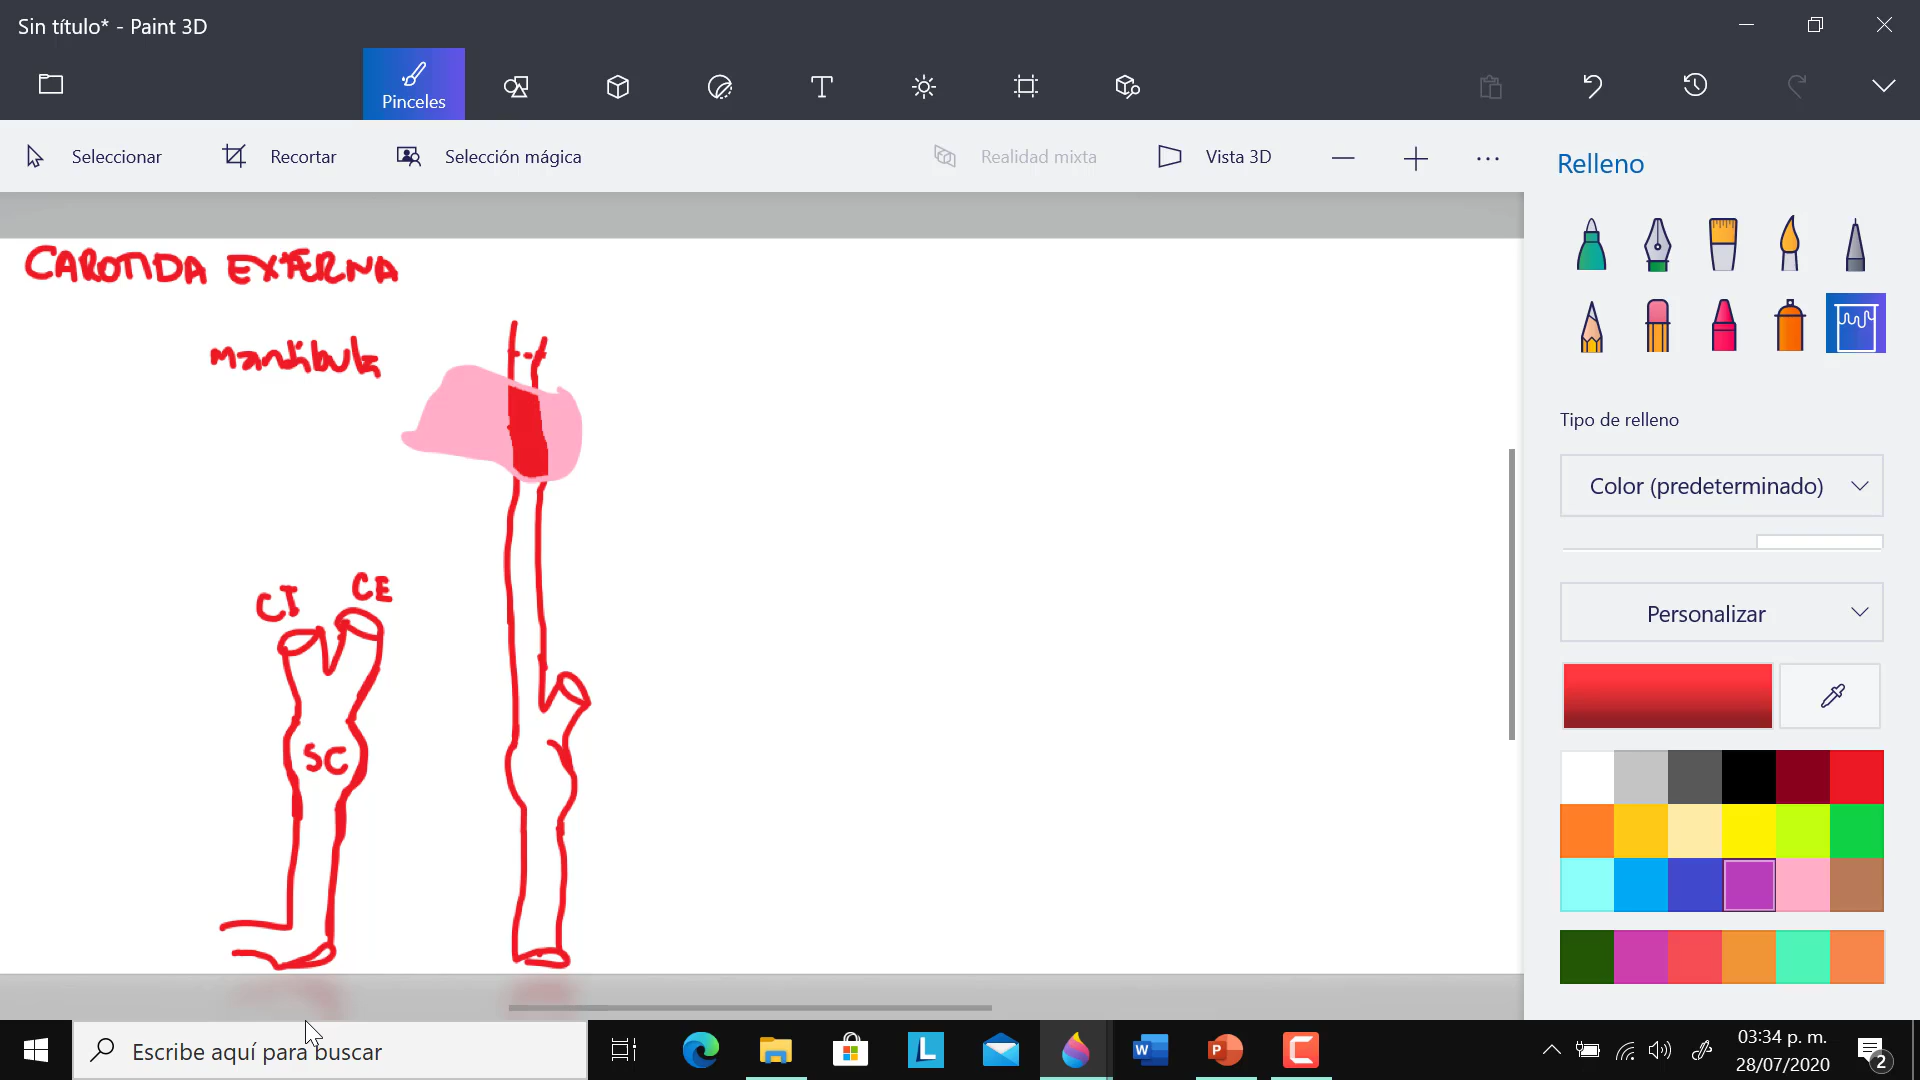 Sin título* - Paint 3D
Pinceles
Seleccionar
Recortar
Selección mágica
Realidad mixta
Vista 3D
Relleno
CAROTIDA EXTERNA
mandibula
CI
CE
SC
Tipo de relleno
Color (predeterminado)
Personalizar
Escribe aquí para buscar
L
W
P
C
03:34 p. m.
28/07/2020
2